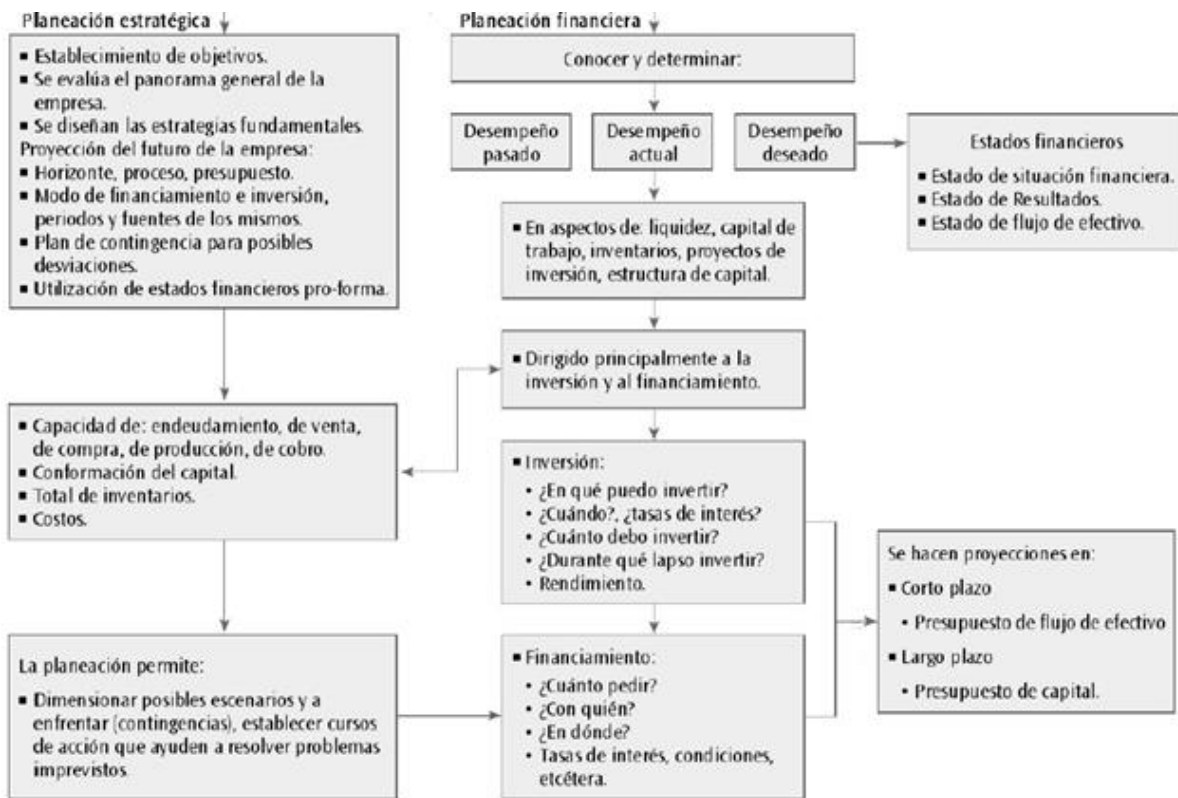 Planeación estratégica
■ Establecimiento de objetivos.
■ Se evalúa el panorama general de la
empresa.
■ Se diseñan las estrategias fundamentales.
Proyección del futuro de la empresa:
■ Horizonte, proceso, presupuesto.
■ Modo de financiamiento e inversión,
periodos y fuentes de los mismos.
■ Plan de contingencia para posibles
desviaciones.
■ Utilización de estados financieros pro-forma.
■ Capacidad de: endeudamiento, de venta,
de compra, de producción, de cobro.
■ Conformación del capital.
■ Total de inventarios.
■ Costos.
La planeación permite:
■ Dimensionar posibles escenarios y a
enfrentar (contingencias), establecer cursos
de acción que ayuden a resolver problemas
imprevistos.
Planeación financiera
Conocer y determinar:
Desempeño
pasado
Desempeño
actual
Desempeño
deseado
Estados financieros
■ Estado de situación financiera.
■ Estado de Resultados.
■ Estado de flujo de efectivo.
■ En aspectos de: liquidez, capital de
trabajo, inventarios, proyectos de
inversión, estructura de capital.
■ Dirigido principalmente a la
inversión y al financiamiento.
■ Inversión:
• ¿En qué puedo invertir?
• ¿Cuándo?, ¿tasas de interés?
• ¿Cuánto debo invertir?
• ¿Durante qué lapso invertir?
• Rendimiento.
■ Financiamiento:
• ¿Cuánto pedir?
• ¿Con quién?
• ¿En dónde?
• Tasas de interés, condiciones,
etcétera.
Se hacen proyecciones en:
■ Corto plazo
• Presupuesto de flujo de efectivo
■ Largo plazo
• Presupuesto de capital.